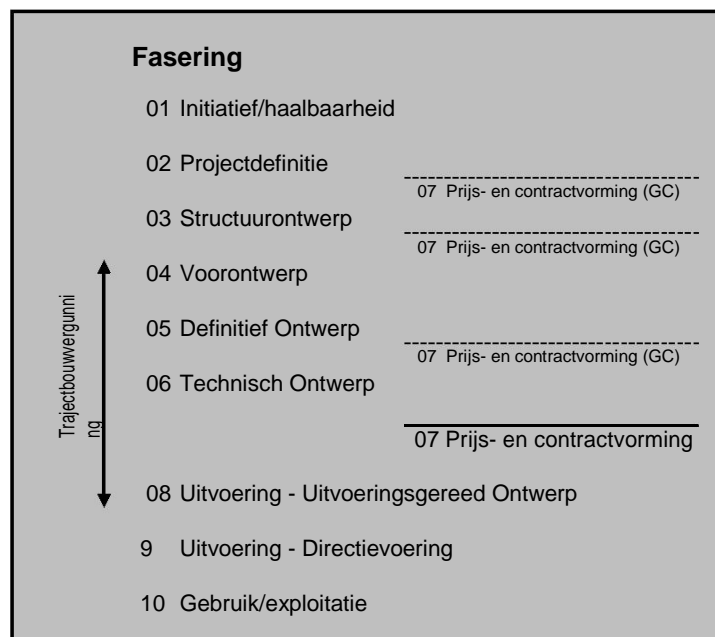 Fasering
01 Initiatief/haalbaarheid
02 Projectdefinitie
07 Prijs- en contractvorming (GC)
03 Structuurontwerp
07 Prijs- en contractvorming (GC)
04 Voorontwerp
05 Definitief Ontwerp
07 Prijs- en contractvorming (GC)
06 Technisch Ontwerp
07 Prijs- en contractvorming
08 Uitvoering - Uitvoeringsgereed Ontwerp
9 Uitvoering - Directievoering
10 Gebruik/exploitatie
Trajectbouwvergunni
ng